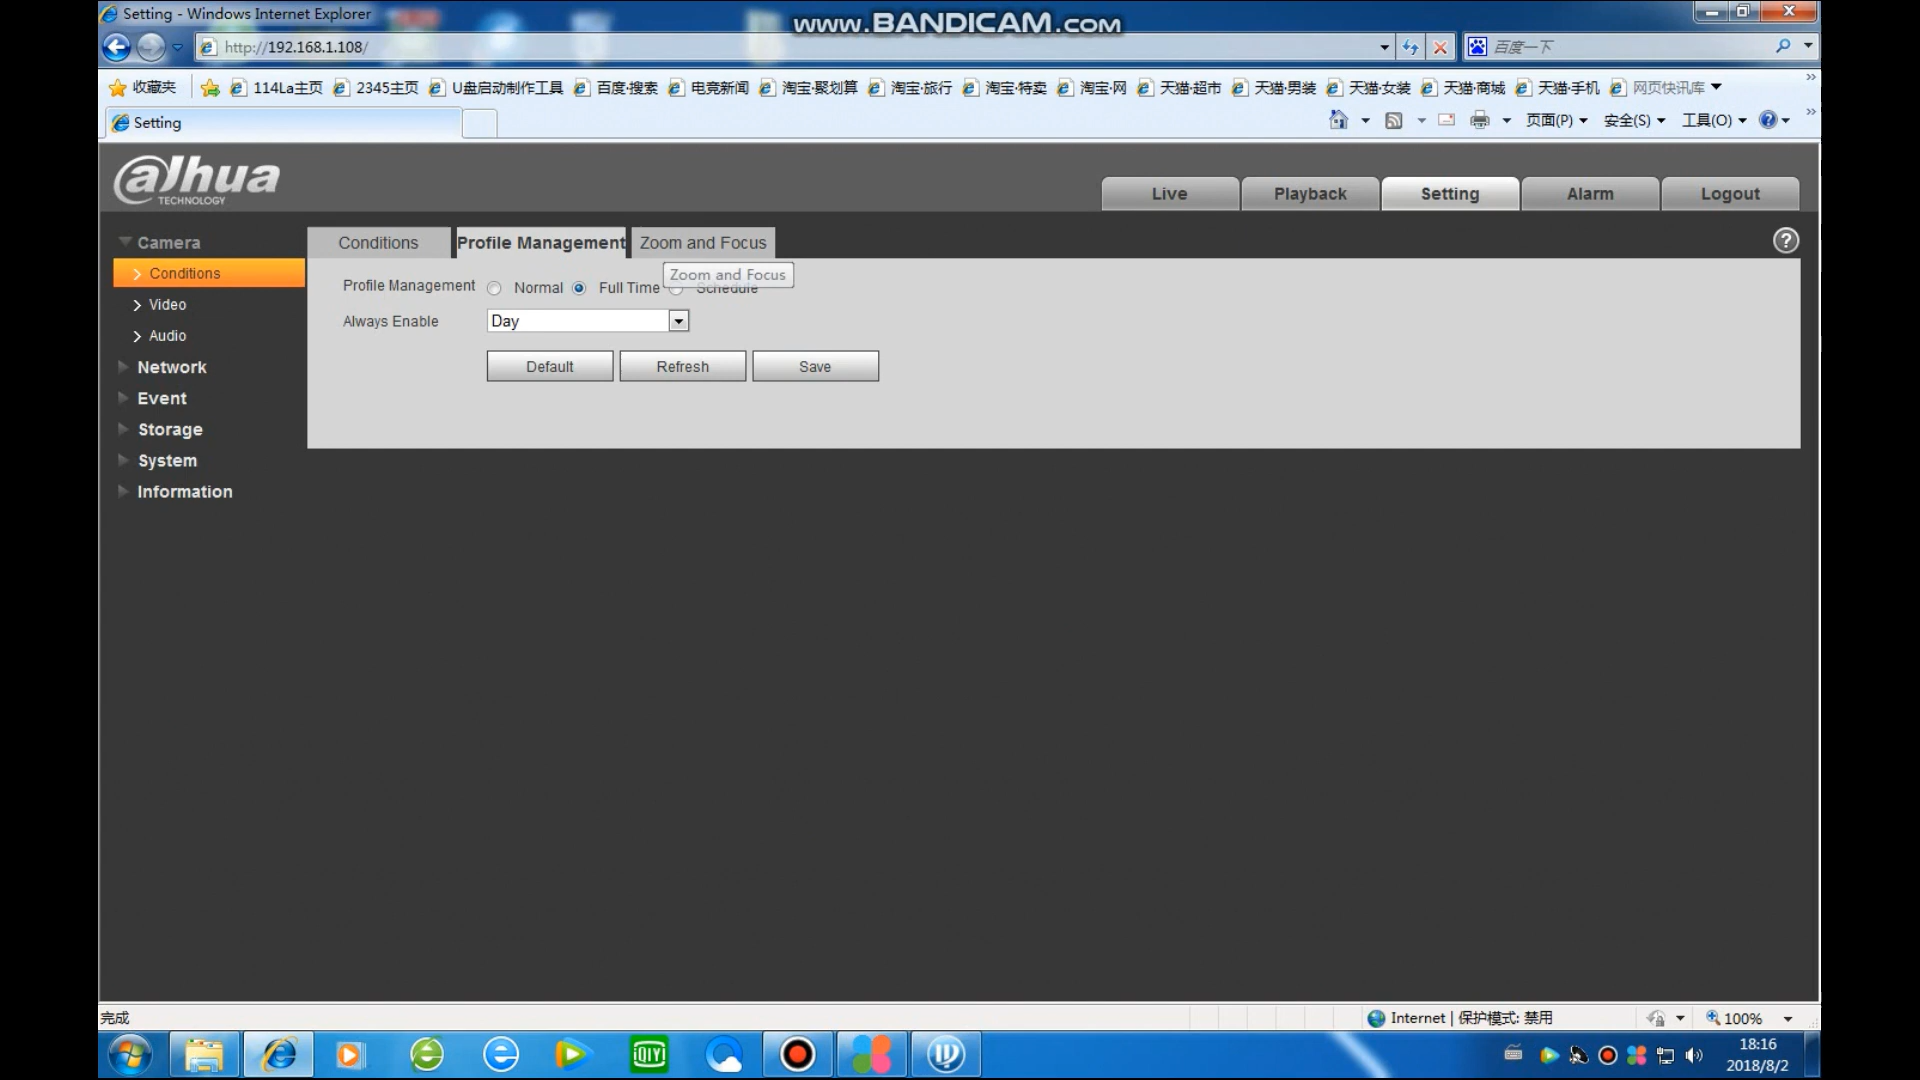 Setting - Windows Internet Explorer
www.BANDICAM.com
http://192.168.1.108/
百度一下
收藏夹 114La主页 2345主页 U盘启动制作工具 百度·搜索 电竞新闻 淘宝·聚划算 淘宝·旅行 淘宝·特卖 淘宝·网 天猫·超市 天猫·男装 天猫·女装 天猫·商城 天猫·手机 网页快讯库
Setting
页面(P) 安全(S) 工具(O)
alhua
TECHNOLOGY
Live Playback Setting Alarm Logout
Camera
Conditions
Video
Audio
Network
Event
Storage
System
Information
Conditions Profile Management Zoom and Focus
Zoom and Focus
Profile Management Normal Full Time Schedule
Always Enable Day
Default Refresh Save
完成
Internet | 保护模式: 禁用
100%
iQIYI
18:16
2018/8/2